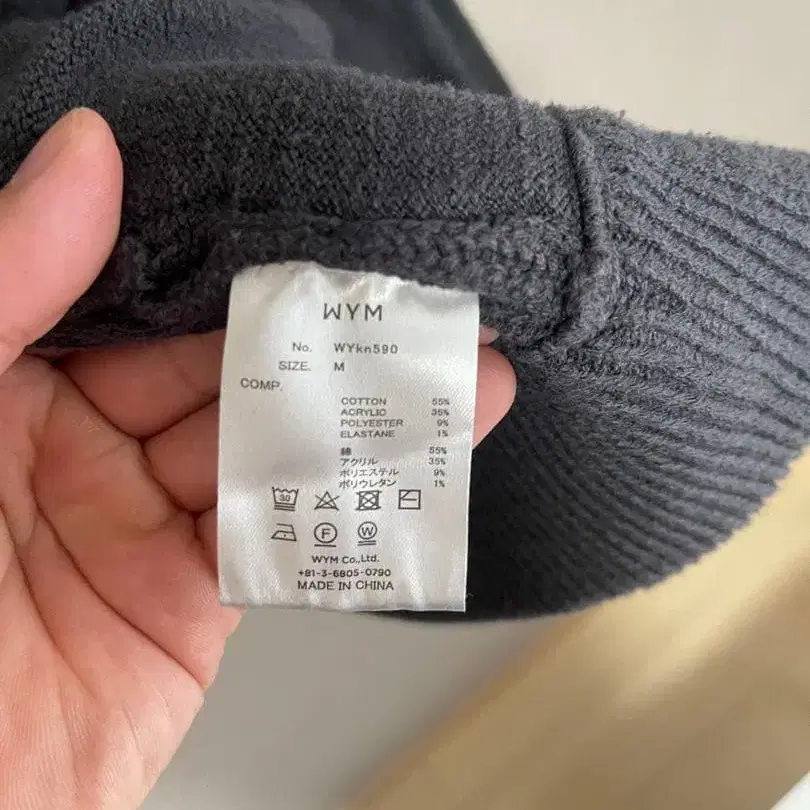 WYM
No. WYkn590
SIZE. M
COMP.
COTTON 55%
ACRYLIC 35%
POLYESTER 9%
ELASTANE 1%
綿 55%
アクリル 35%
ポリエステル 9%
ポリウレタン 1%
30
F W
WYM Co.,Ltd.
+81-3-6805-0790
MADE IN CHINA